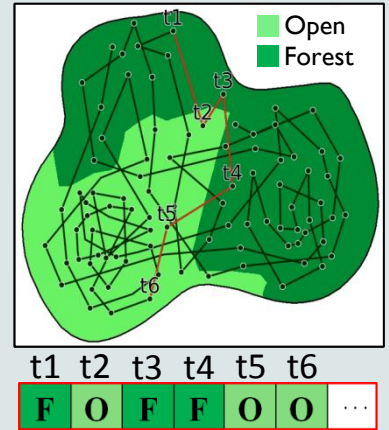 t1
Open
Forest
t3
t2
t4
t5
t6
t1 t2 t3 t4 t5 t6
F O F F O O ...